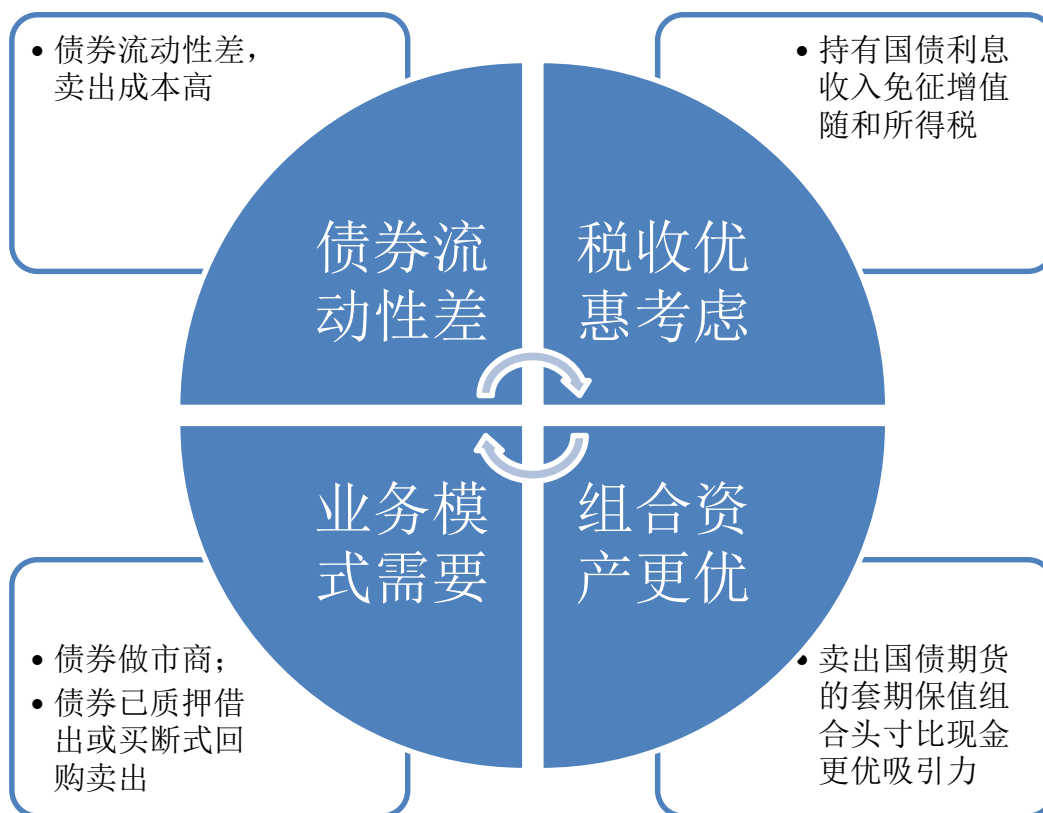 • 债券流动性差，
卖出成本高
• 持有国债利息
收入免征增值
随和所得税
债券流
动性差
税收优
惠考虑
业务模
式需要
组合资
产更优
• 债券做市商；
• 债券已质押借
出或买断式回
购卖出
• 卖出国债期货
的套期保值组
合头寸比现金
更优吸引力